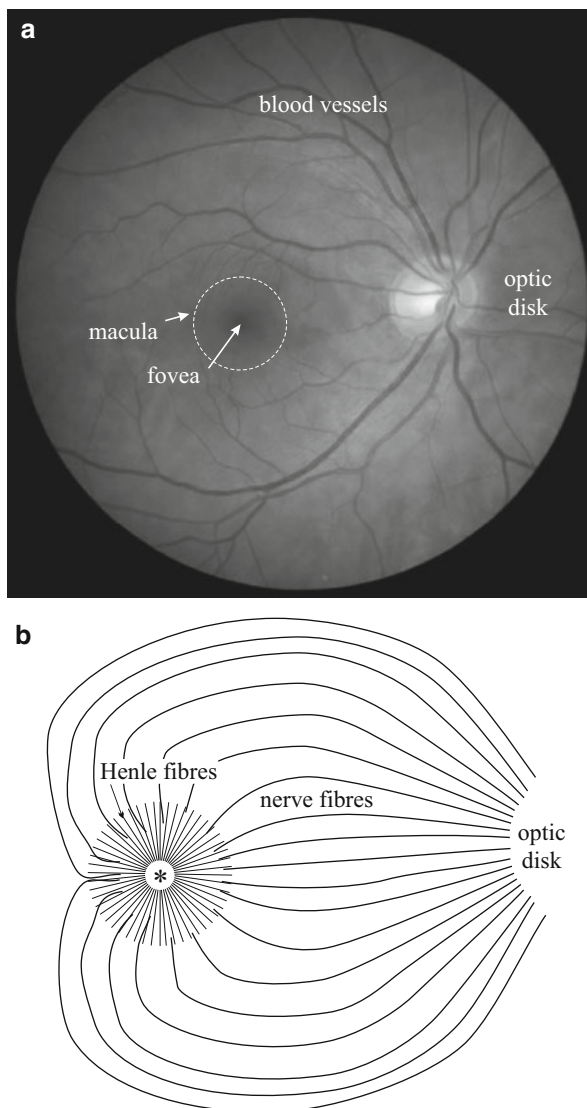 a
blood vessels
optic
disk
macula
fovea
b
Henle fibres
nerve fibres
optic
disk
*